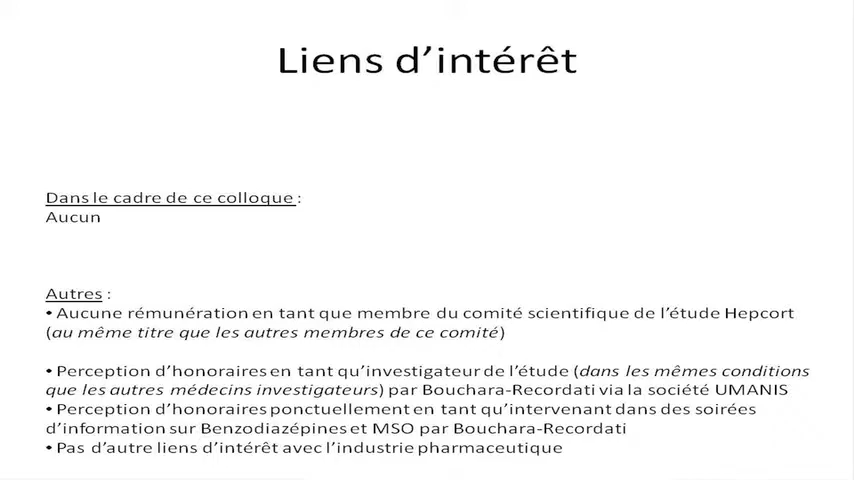 Liens d’intérêt
Dans le cadre de ce colloque :
Aucun
Autres :
• Aucune rémunération en tant que membre du comité scientifique de l’étude Hepcort
(au même titre que les autres membres de ce comité)
• Perception d’honoraires en tant qu’investigateur de l’étude (dans les mêmes conditions
que les autres médecins investigateurs) par Bouchara-Recordati via la société UMANIS
• Perception d’honoraires ponctuellement en tant qu’intervenant dans des soirées
d’information sur Benzodiazépines et MSO par Bouchara-Recordati
• Pas d’autre liens d’intérêt avec l’industrie pharmaceutique